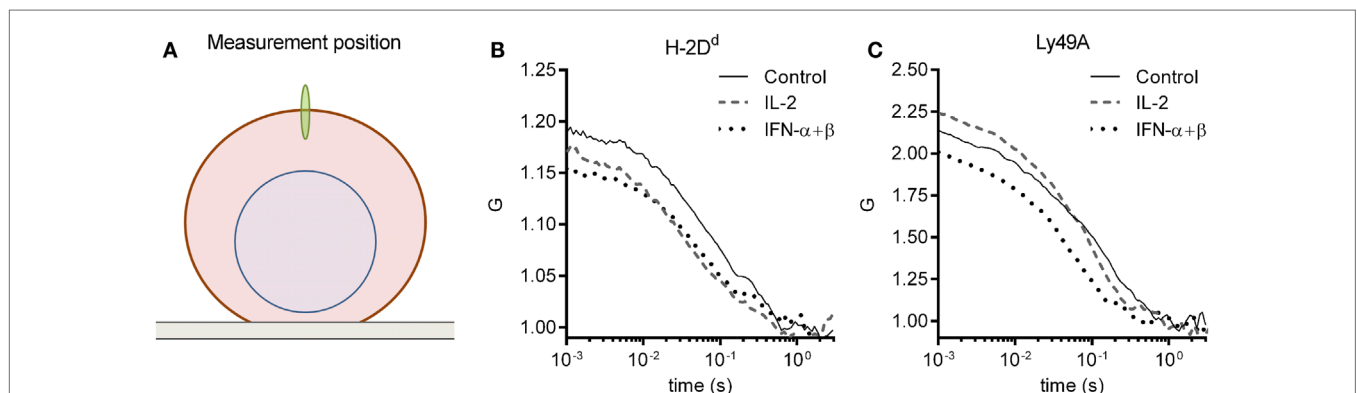 A Measurement position
B H-2Dᵈ
Control
IL-2
IFN-α+β
1.25
1.20
1.15
1.10
1.05
1.00
G
10⁻³ 10⁻² 10⁻¹ 10⁰
time (s)
C Ly49A
Control
IL-2
IFN-α+β
2.50
2.25
2.00
1.75
1.50
1.25
1.00
G
10⁻³ 10⁻² 10⁻¹ 10⁰
time (s)